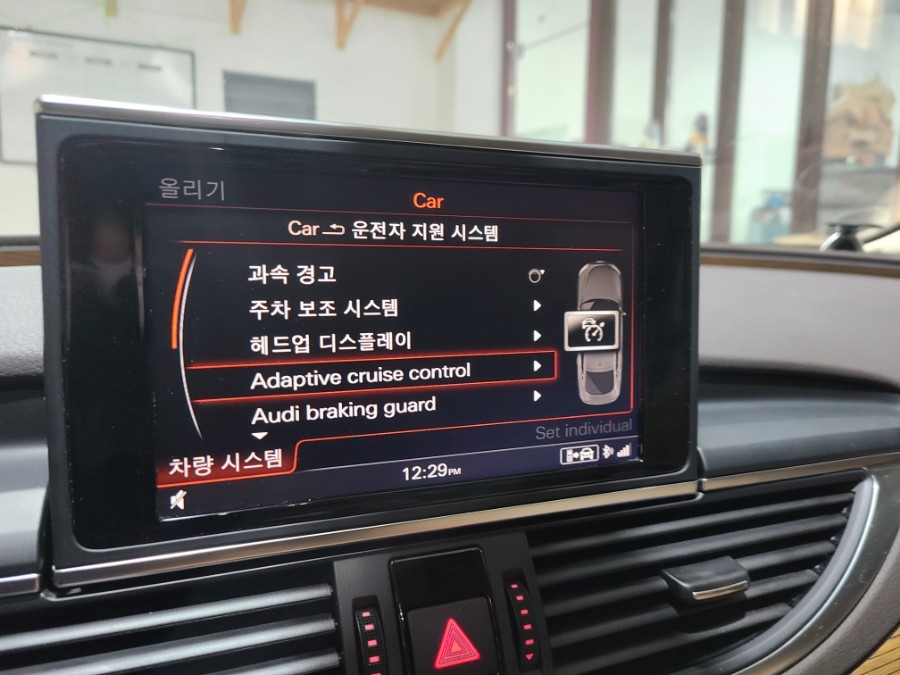 올리기
Car
Car 운전자 지원 시스템
과속 경고
주차 보조 시스템
헤드업 디스플레이
Adaptive cruise control
Audi braking guard
Set individual
차량 시스템
12:29PM